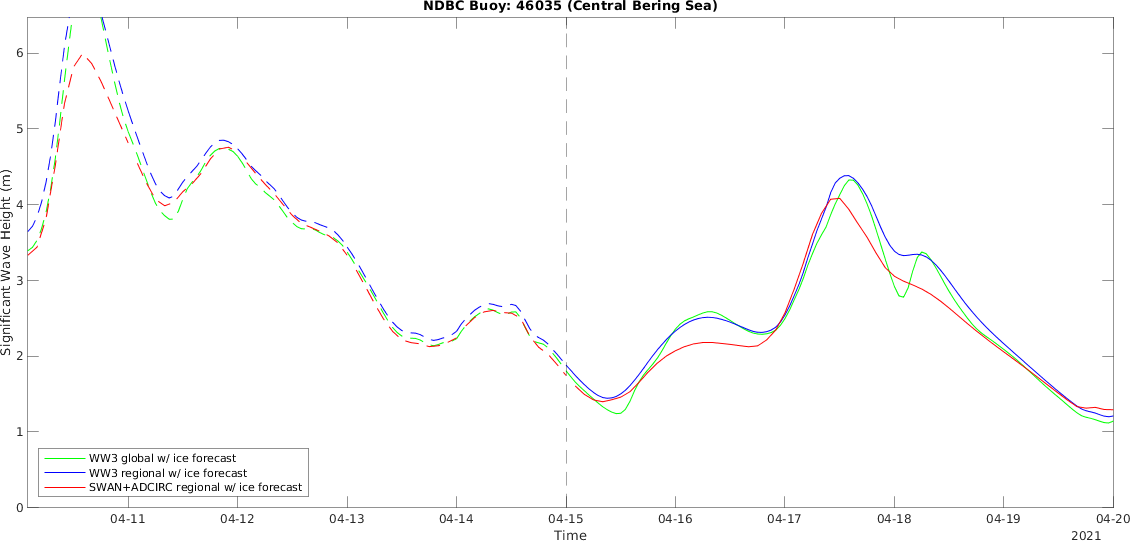 NDBC Buoy: 46035 (Central Bering Sea)
6
5
4
3
2
1
0
Significant Wave Height (m)
WW3 global w/ ice forecast
WW3 regional w/ ice forecast
SWAN+ADCIRC regional w/ ice forecast
04-11 04-12 04-13 04-14 04-15 04-16 04-17 04-18 04-19 04-20
Time
2021